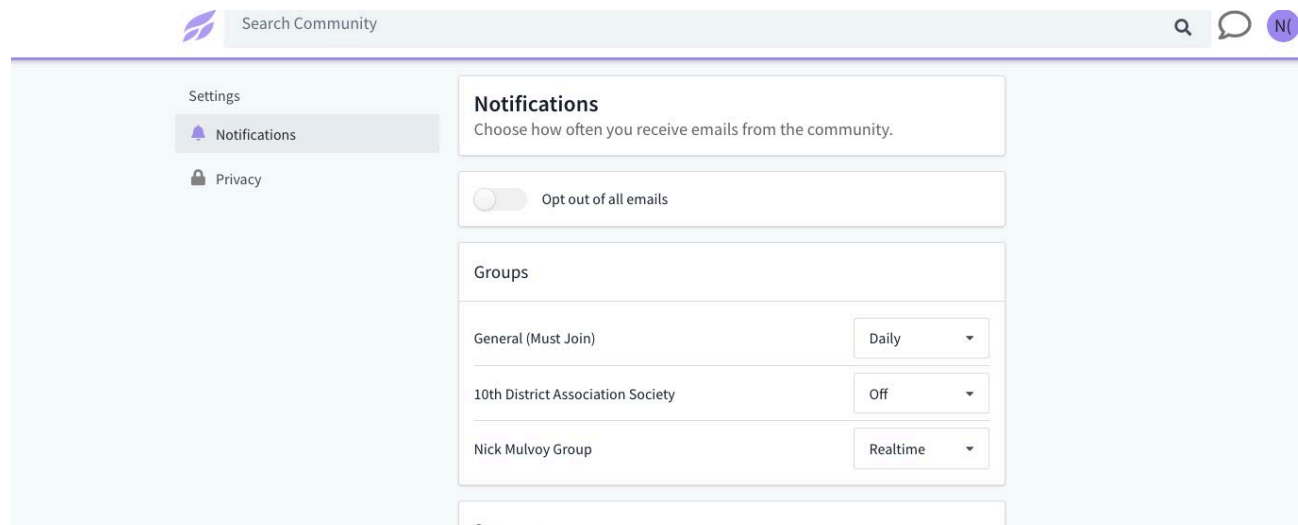 Search Community
N(
Settings
Notifications
Privacy
Notifications
Choose how often you receive emails from the community.
Opt out of all emails
Groups
General (Must Join)
Daily
10th District Association Society
Off
Nick Mulvoy Group
Realtime